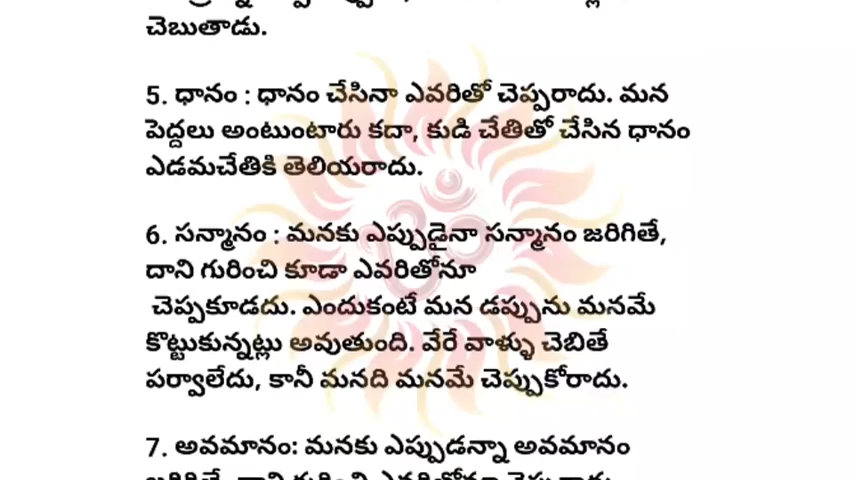 చెబుతాడు.
5. ధానం : ధానం చేసినా ఎవరితో చెప్పరాదు. మన
పెద్దలు అంటుంటారు కదా, కుడి చేతితో చేసిన ధానం
ఎడమచేతికి తెలియరాదు.
6. సన్మానం : మనకు ఎప్పుడైనా సన్మానం జరిగితే,
దాని గురించి కూడా ఎవరితోనూ
చెప్పకూడదు. ఎందుకంటే మన డప్పును మనమే
కొట్టుకున్నట్లు అవుతుంది. వేరే వాళ్ళు చెబితే
పర్వాలేదు, కానీ మనది మనమే చెప్పుకోరాదు.
7. అవమానం: మనకు ఎప్పుడన్నా అవమానం